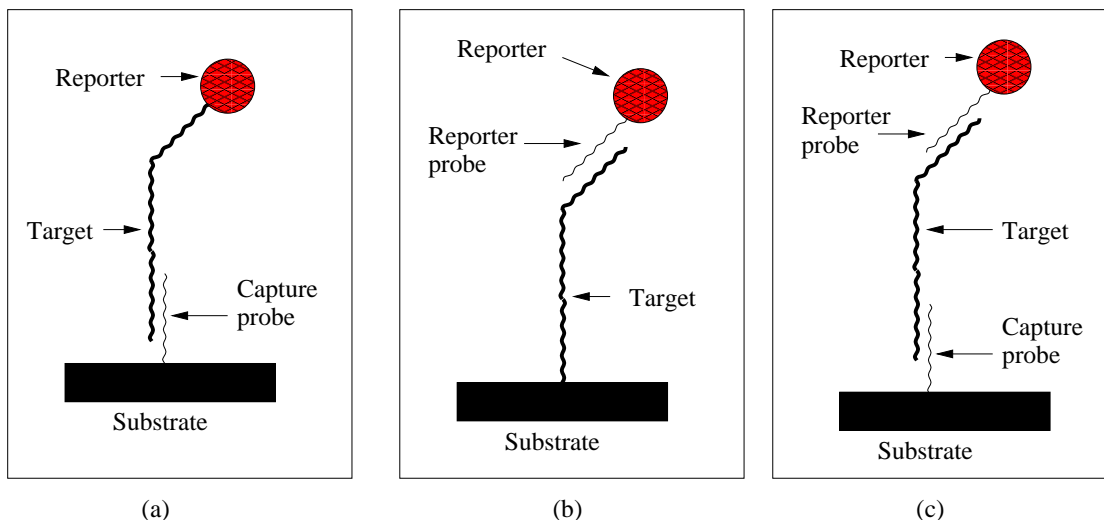 Reporter
Target
Capture
probe
Substrate
(a)
Reporter
Reporter
probe
Target
Substrate
(b)
Reporter
Reporter
probe
Target
Capture
probe
Substrate
(c)